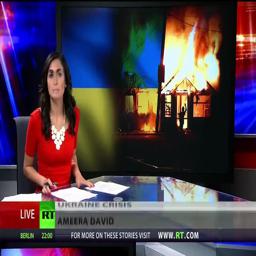 UKRAINE CRISIS
LIVE RT AMEERA DAVID
BERLIN 22:00 FOR MORE ON THESE STORIES VISIT WWW.RT.COM